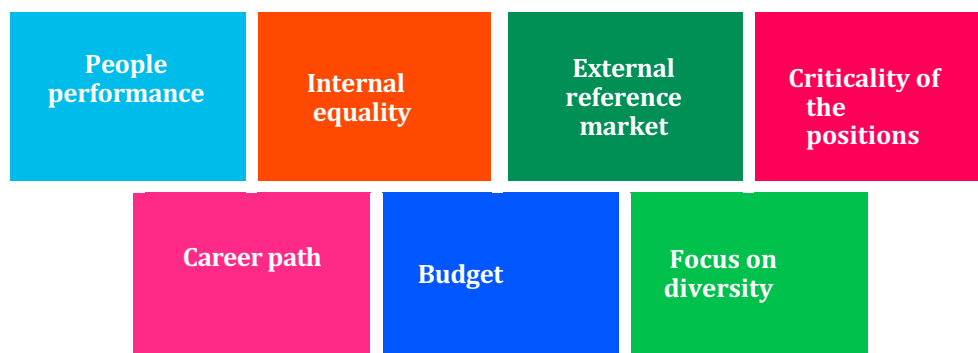 People
performance
Internal
equality
External
reference
market
Criticality of
the
positions
Career path
Budget
Focus on
diversity